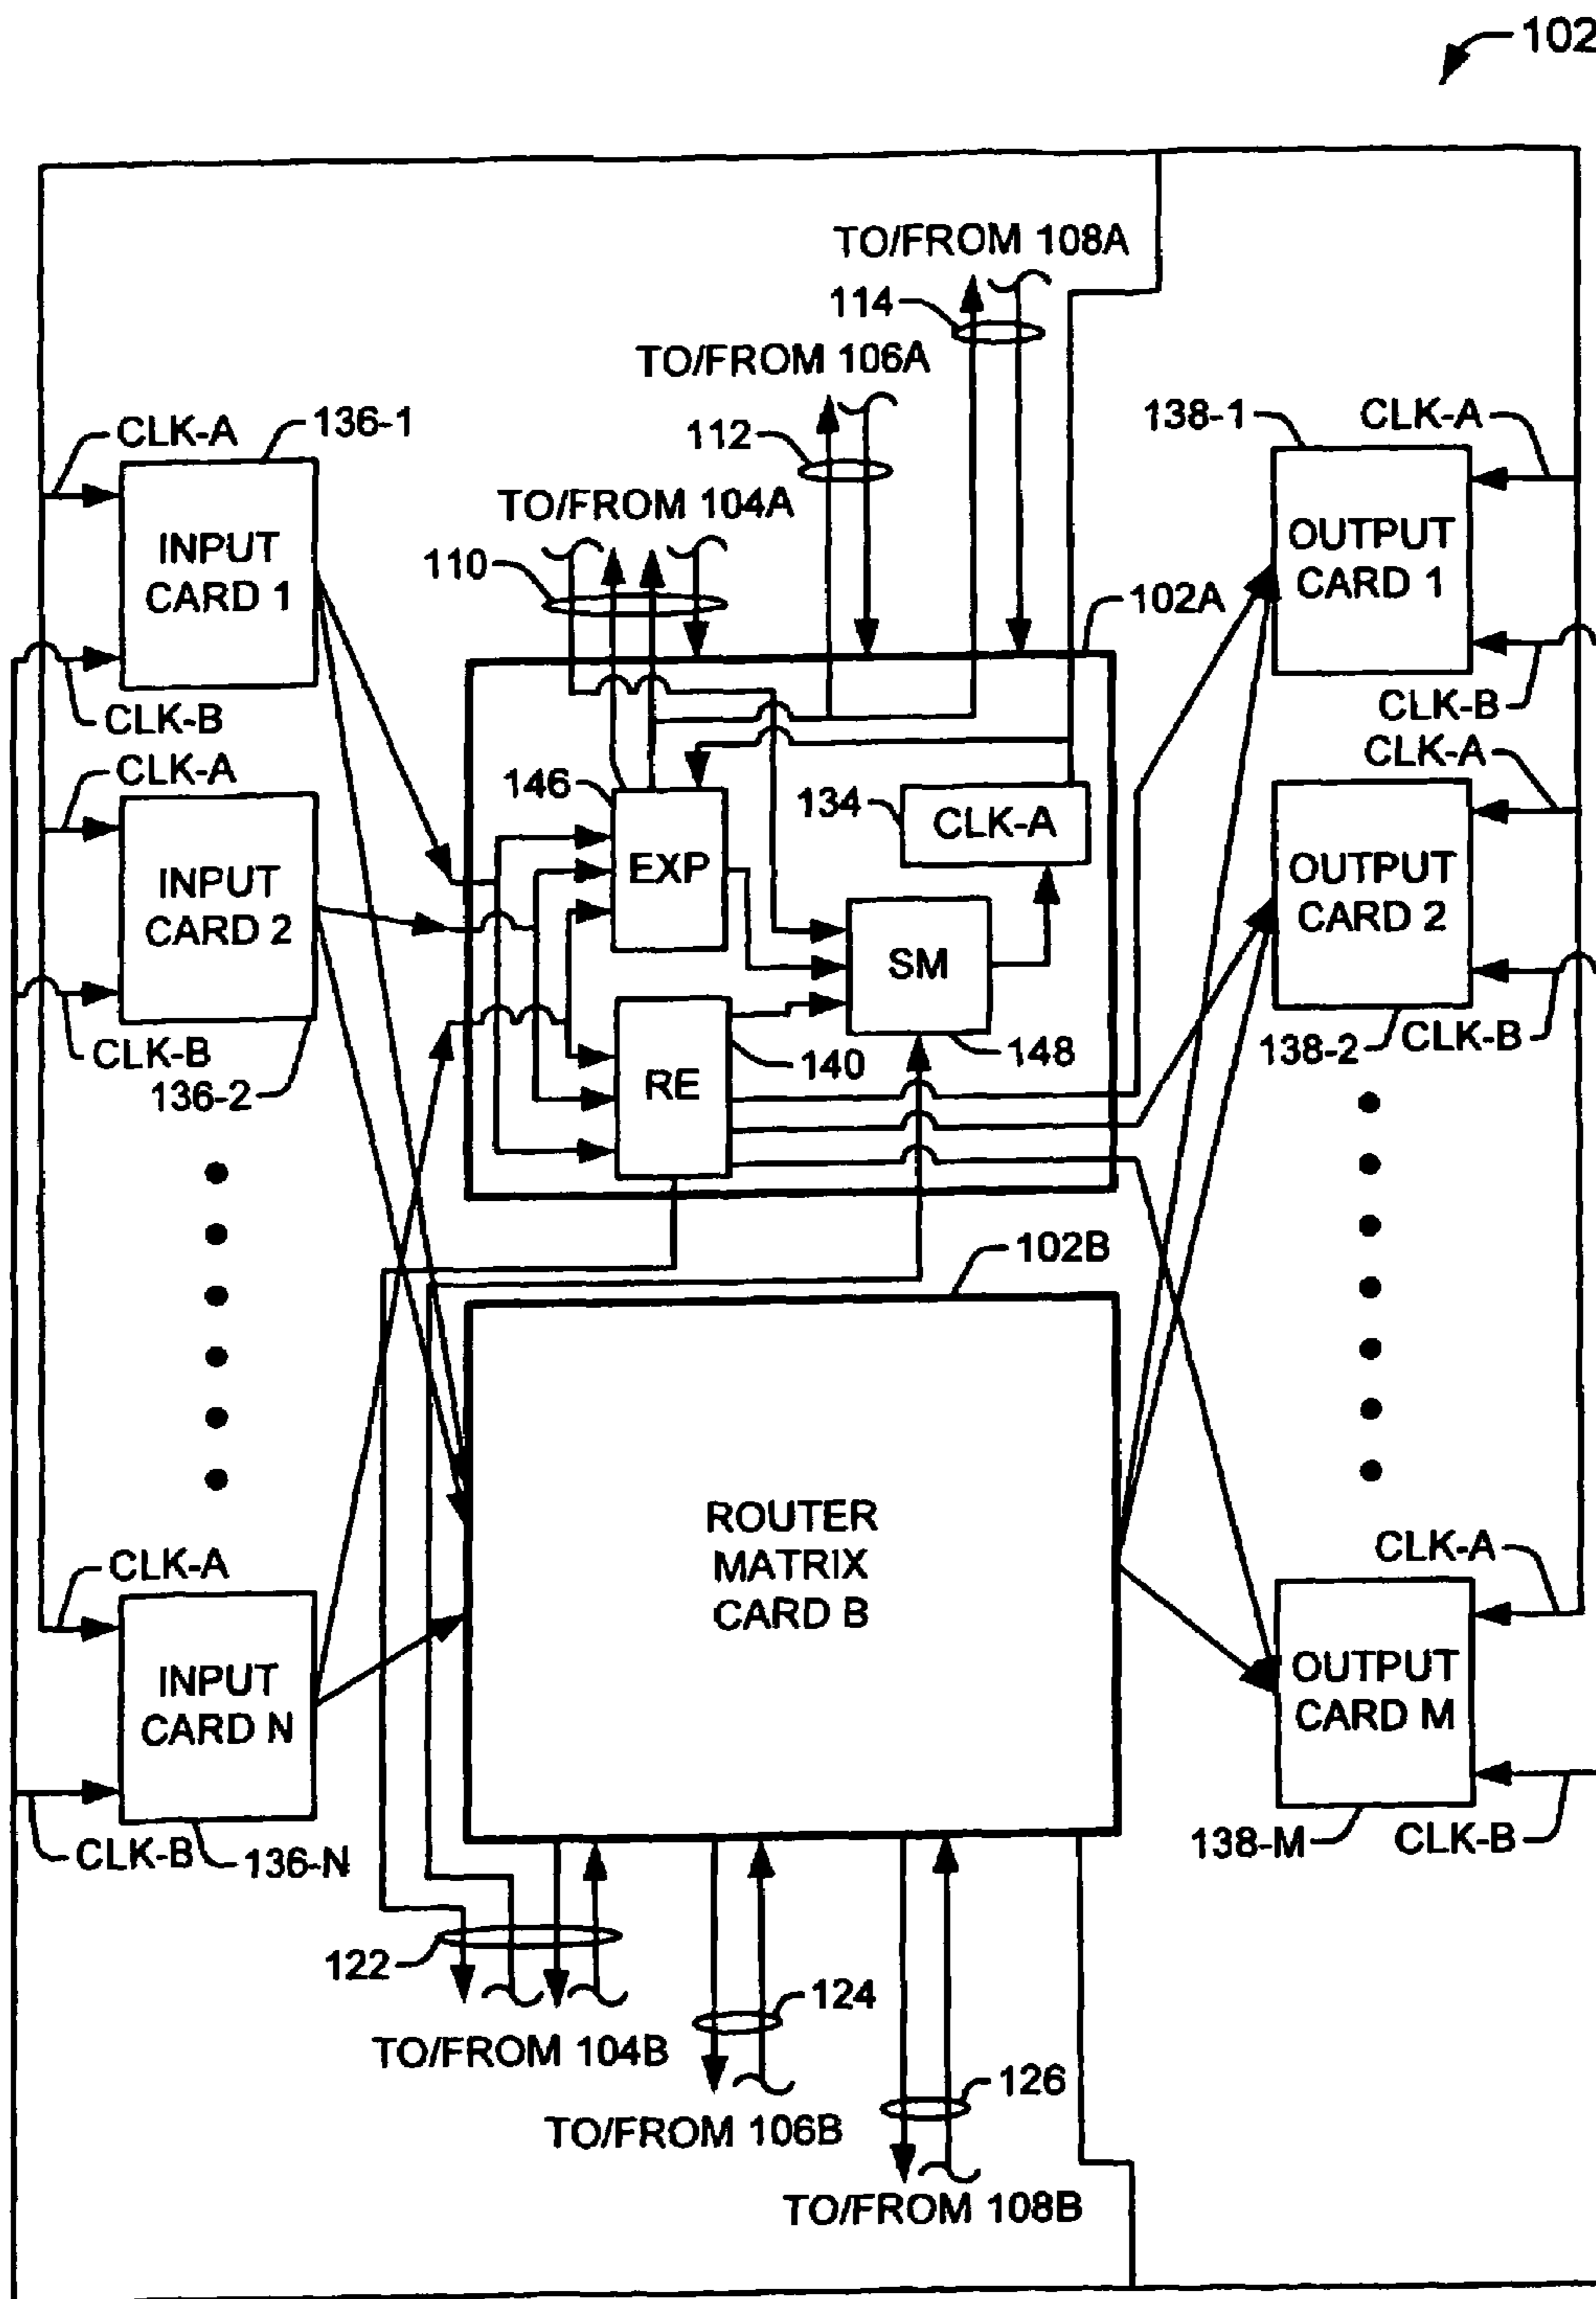 102
TO/FROM 108A
114
TO/FROM 106A
112
TO/FROM 104A
110
102A
CLK-A
136-1
INPUT
CARD 1
CLK-B
138-1
CLK-A
OUTPUT
CARD 1
CLK-B
CLK-A
INPUT
CARD 2
CLK-B
136-2
CLK-A
OUTPUT
CARD 2
138-2
CLK-B
146
EXP
134
CLK-A
SM
148
140
RE
102B
ROUTER
MATRIX
CARD B
CLK-A
INPUT
CARD N
CLK-B
136-N
CLK-A
OUTPUT
CARD M
138-M
CLK-B
122
TO/FROM 104B
124
TO/FROM 106B
126
TO/FROM 108B